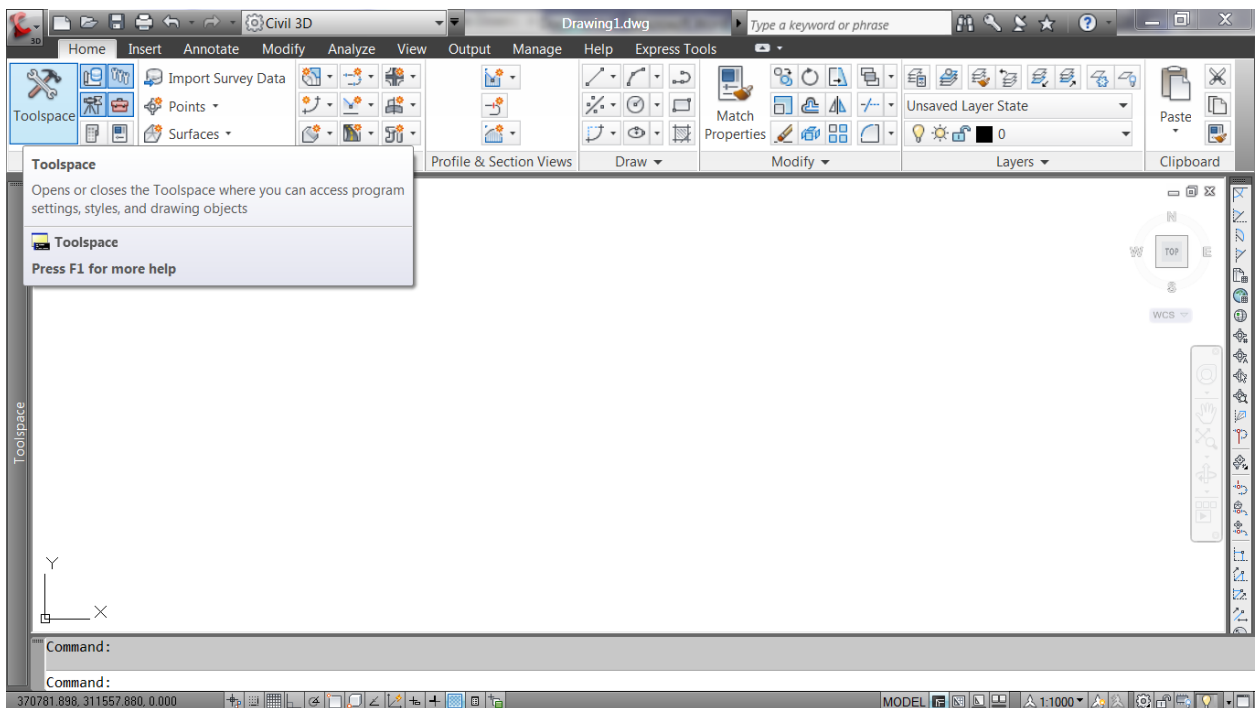 Civil 3D
Drawing1.dwg
Type a keyword or phrase
3D
Home Insert Annotate Modify Analyze View Output Manage Help Express Tools
Toolspace
Import Survey Data
Points
Surfaces
Profile & Section Views
Draw
Match
Properties
Modify
Unsaved Layer State
0
Layers
Paste
Clipboard
Toolspace
Opens or closes the Toolspace where you can access program
settings, styles, and drawing objects
Toolspace
Press F1 for more help
N
W TOP E
S
WCS
Toolspace
Y
X
Command:
Command:
370781.898, 311557.880, 0.000
MODEL
1:1000